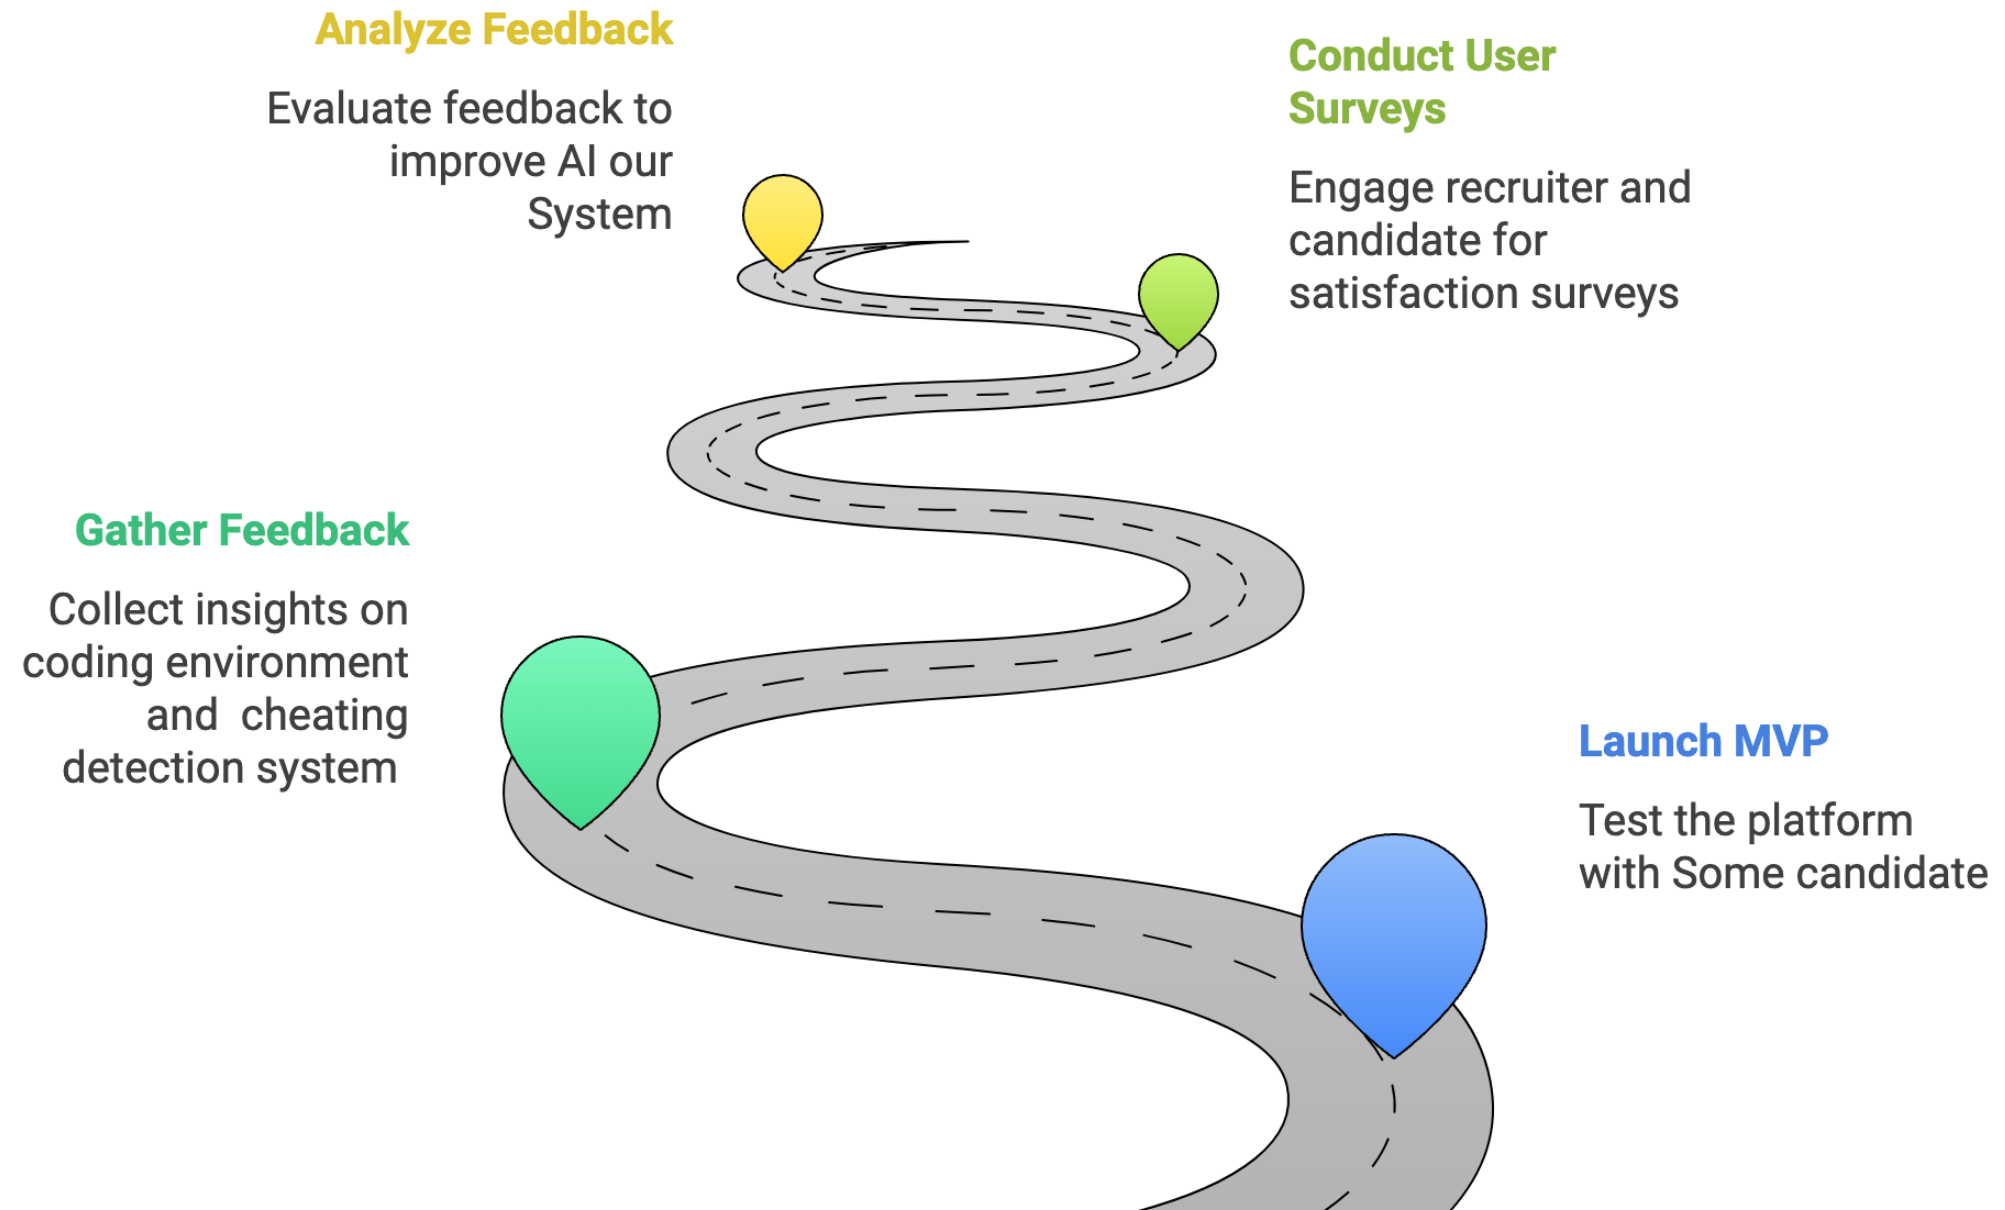 Analyze Feedback
Evaluate feedback to
improve AI our
System
Conduct User
Surveys
Engage recruiter and
candidate for
satisfaction surveys
Gather Feedback
Collect insights on
coding environment
and  cheating
detection system
Launch MVP
Test the platform
with Some candidate